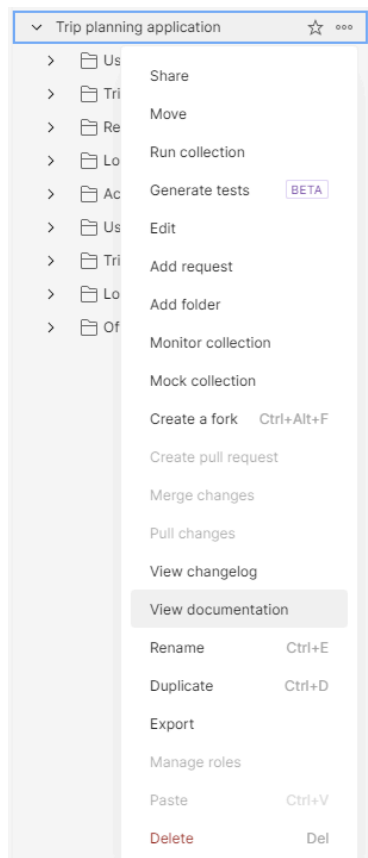 Trip planning application
Us
Tri
Re
Lo
Ac
Us
Tri
Lo
Of
Share
Move
Run collection
Generate tests BETA
Edit
Add request
Add folder
Monitor collection
Mock collection
Create a fork Ctrl+Alt+F
Create pull request
Merge changes
Pull changes
View changelog
View documentation
Rename Ctrl+E
Duplicate Ctrl+D
Export
Manage roles
Paste Ctrl+V
Delete Del